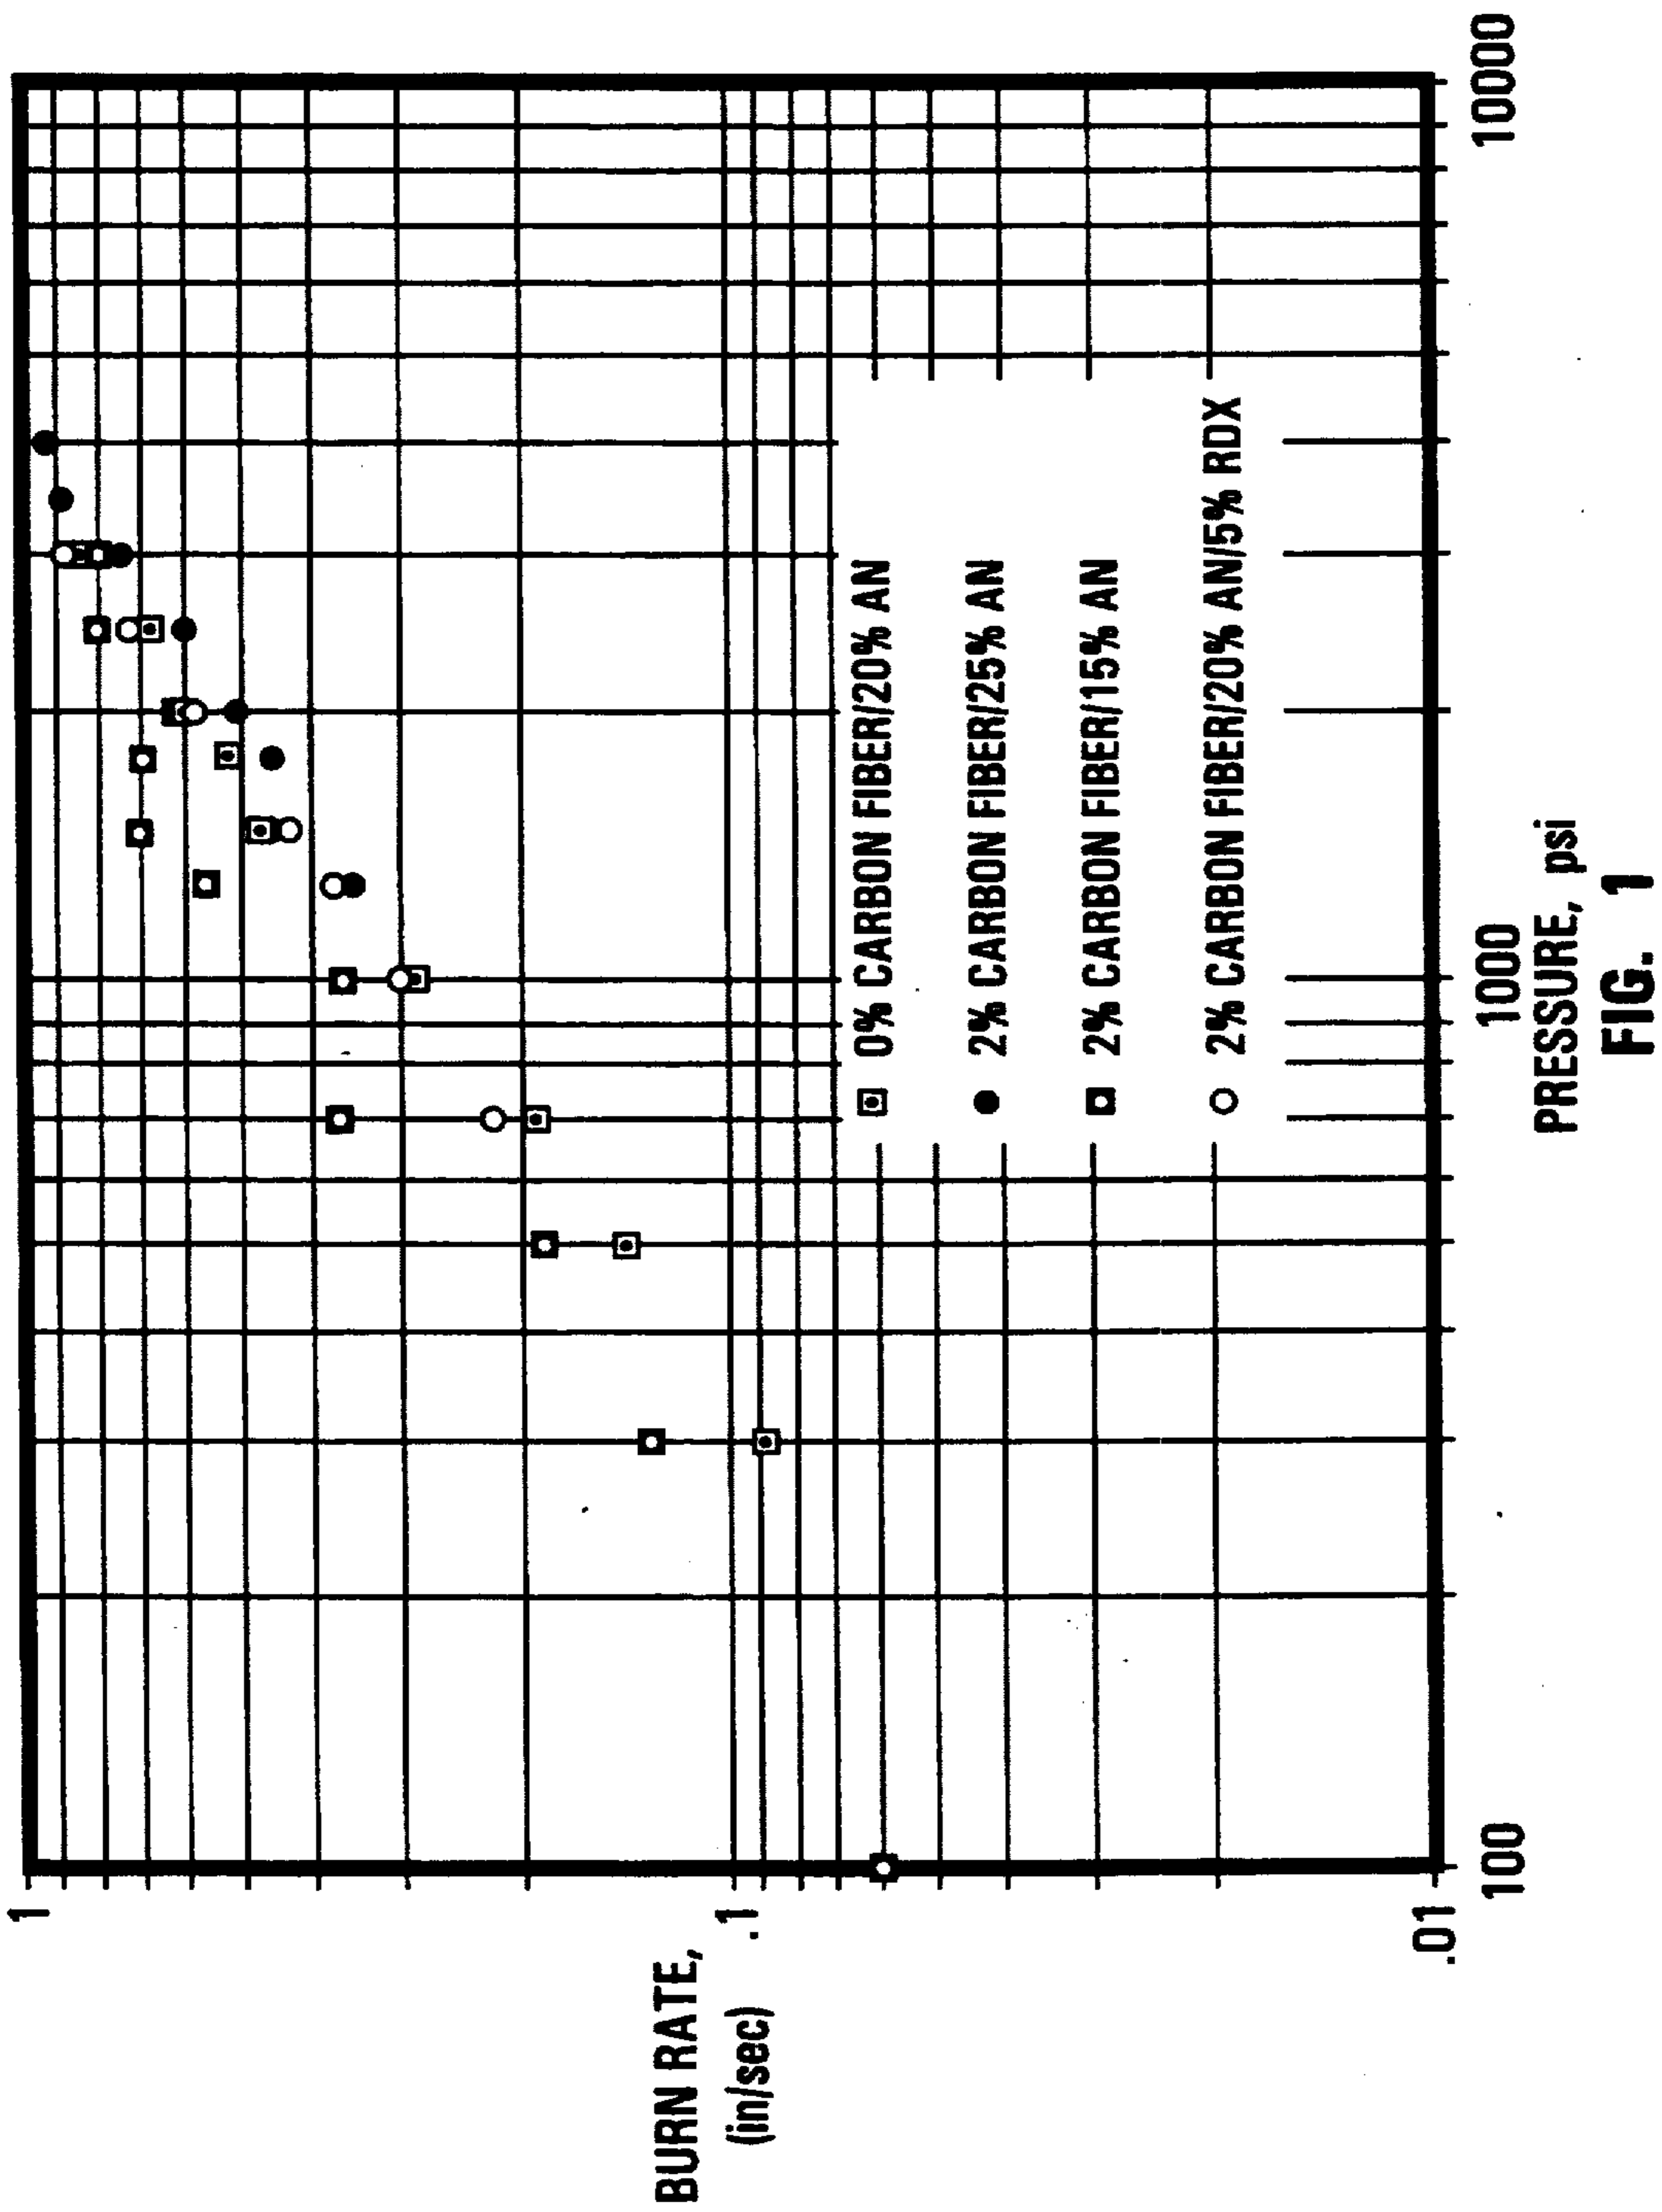 1
BURN RATE,
.1
(in/sec)
.01
0% CARBON FIBER/20% AN
2% CARBON FIBER/25% AN
2% CARBON FIBER/15% AN
2% CARBON FIBER/20% AN/5% RDX
100
1000
10000
PRESSURE, psi
FIG. 1